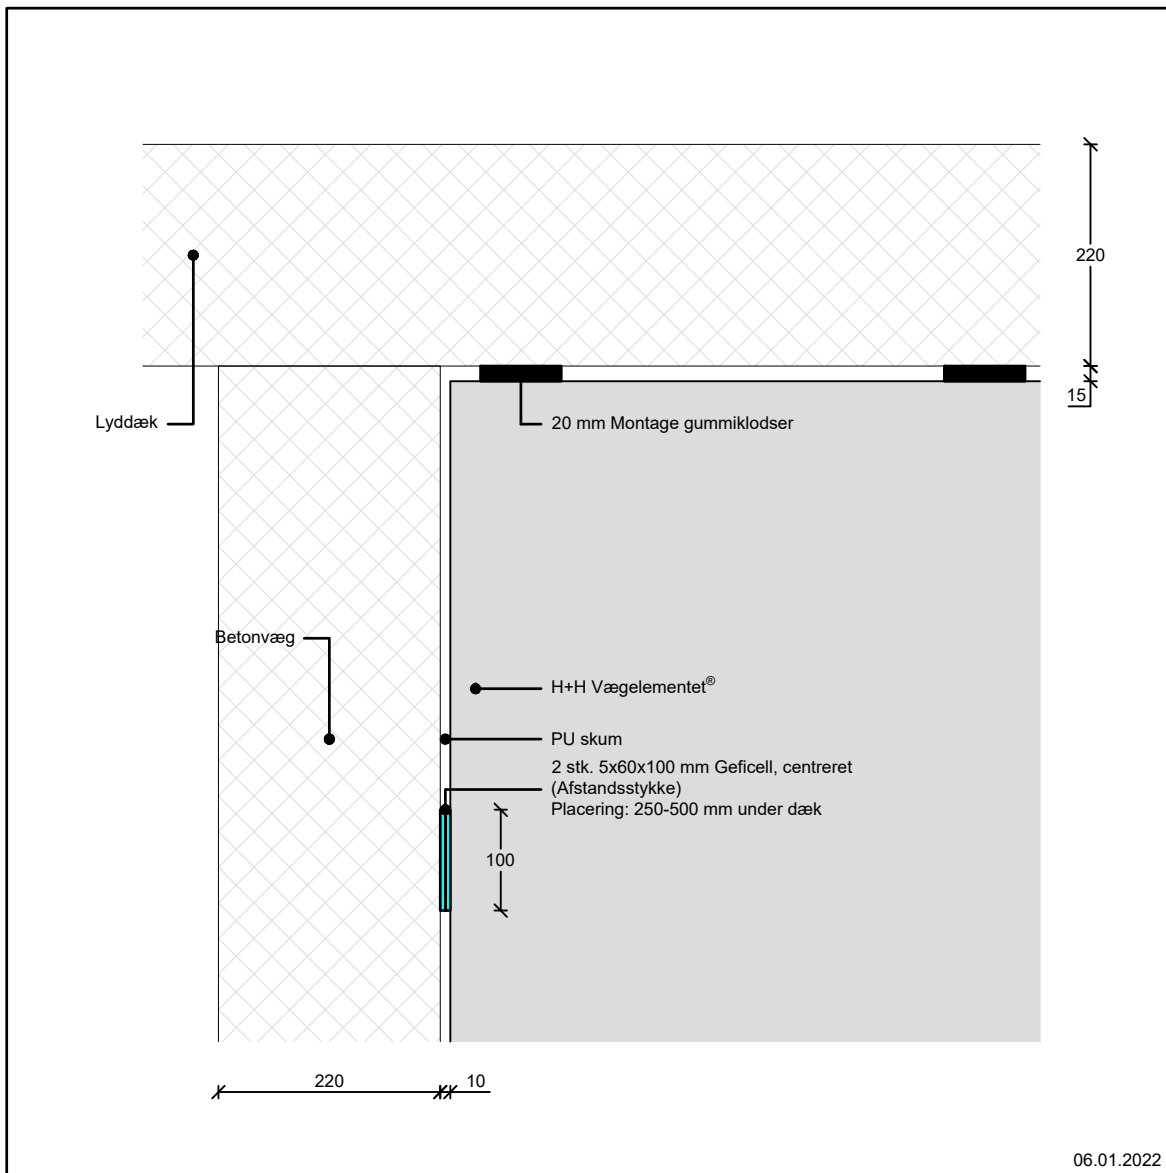 220
15
Lyddæk
20 mm Montage gummiklodser
Betonvæg
H+H Vægelementet®
PU skum
2 stk. 5x60x100 mm Geficell, centreret
(Afstandsstykke)
Placering: 250-500 mm under dæk
100
220
10
06.01.2022